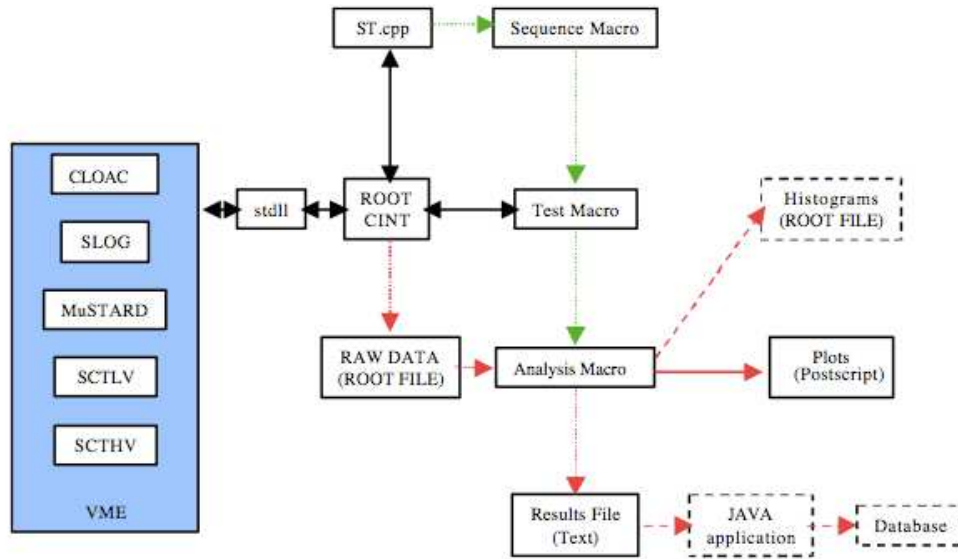 ST.cpp
Sequence Macro
CLOAC
SLOG
MuSTARD
SCTLV
SCTHV
VME
stdll
ROOT
CINT
Test Macro
Histograms
(ROOT FILE)
RAW DATA
(ROOT FILE)
Analysis Macro
Plots
(Postscript)
Results File
(Text)
JAVA
application
Database